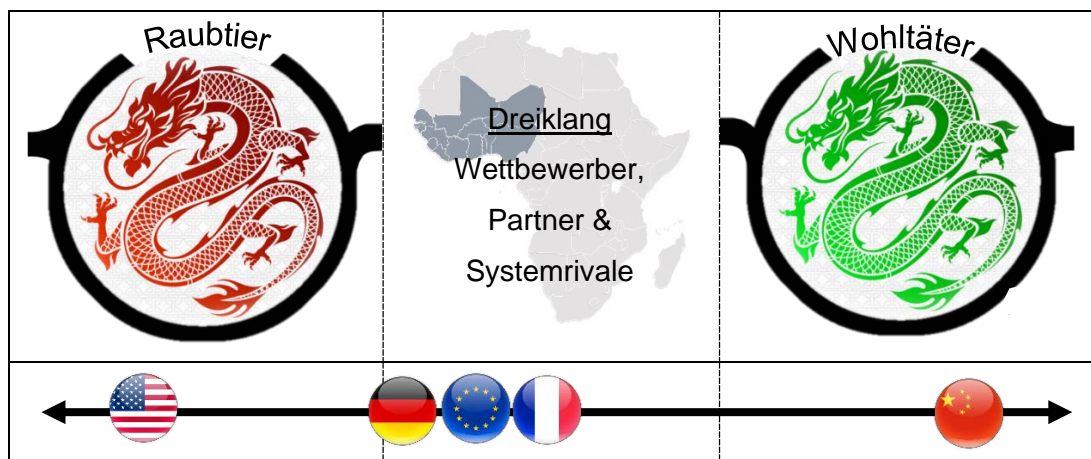 Raubtier
Dreiklang
Wettbewerber,
Partner &
Systemrivale
Wohltäter